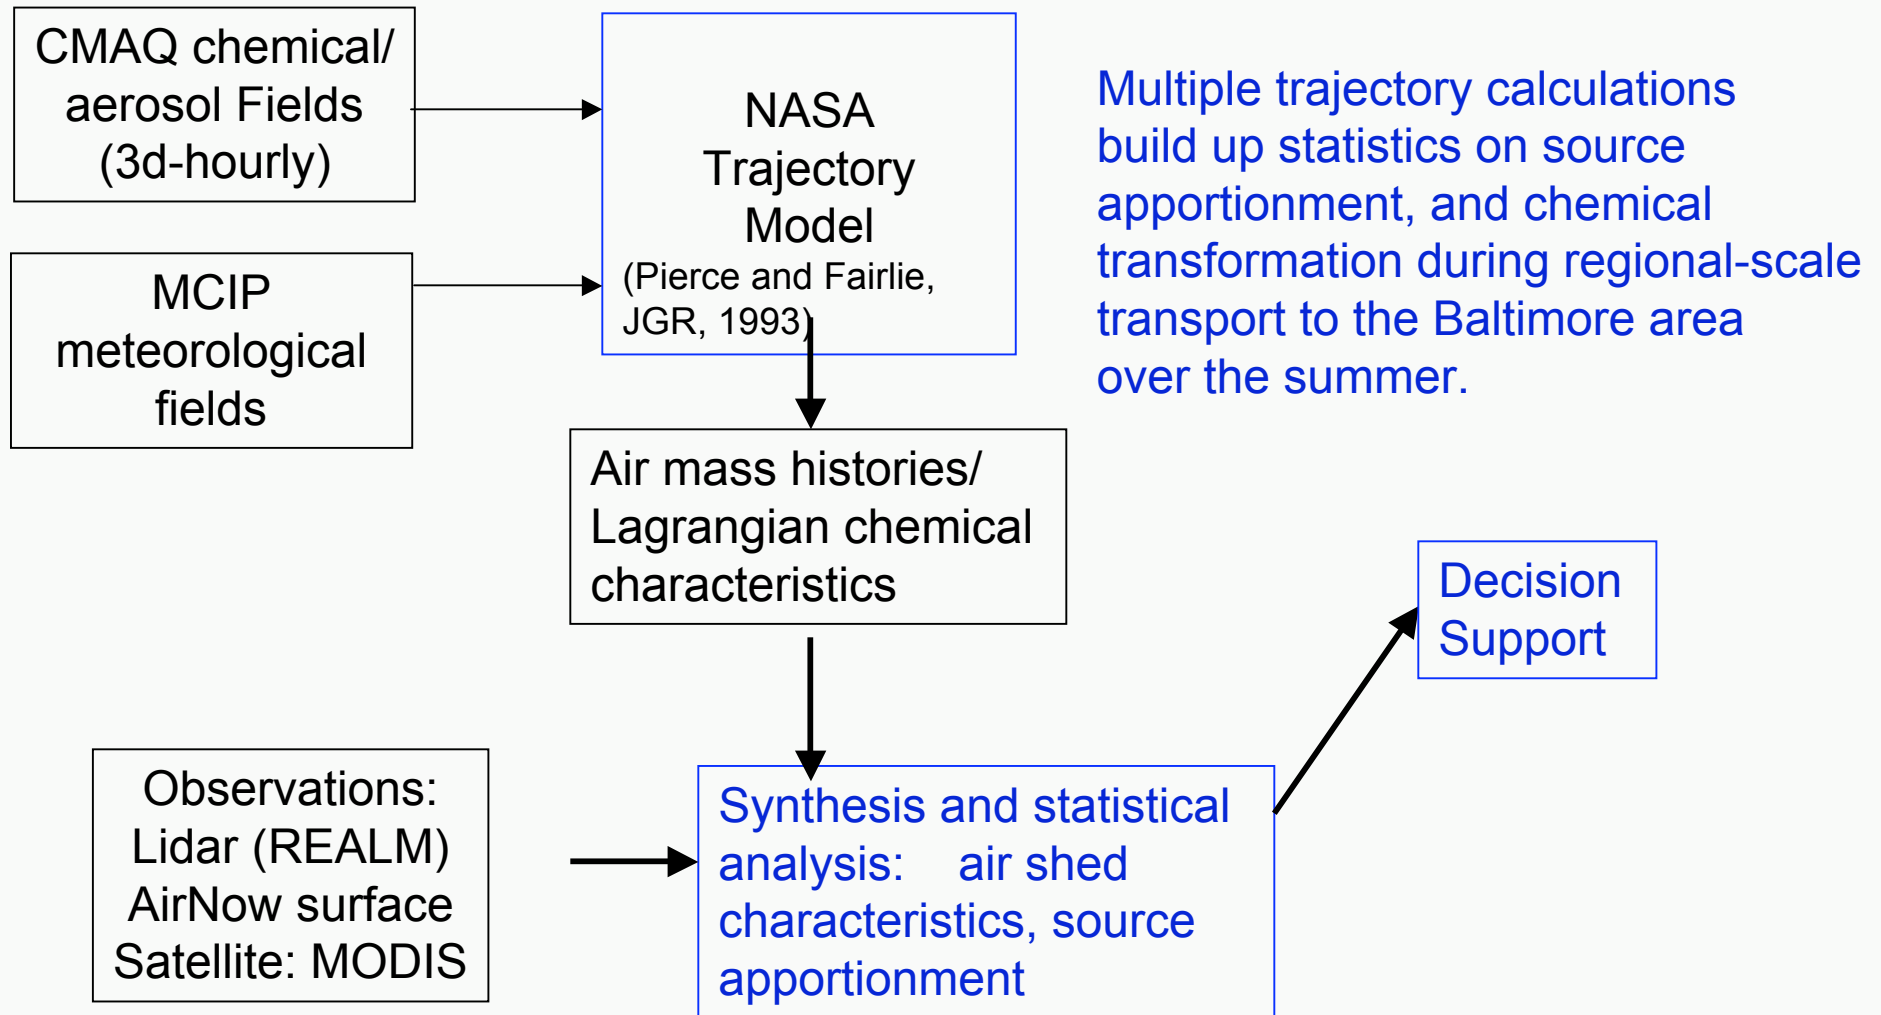 CMAQ chemical/
aerosol Fields
(3d-hourly)
NASA
Trajectory
Model
(Pierce and Fairlie,
JGR, 1993)
Multiple trajectory calculations
build up statistics on source
apportionment, and chemical
transformation during regional-scale
transport to the Baltimore area
over the summer.
MCIP
meteorological
fields
Air mass histories/
Lagrangian chemical
characteristics
Decision
Support
Observations:
Lidar (REALM)
AirNow surface
Satellite: MODIS
Synthesis and statistical
analysis:    air shed
characteristics, source
apportionment